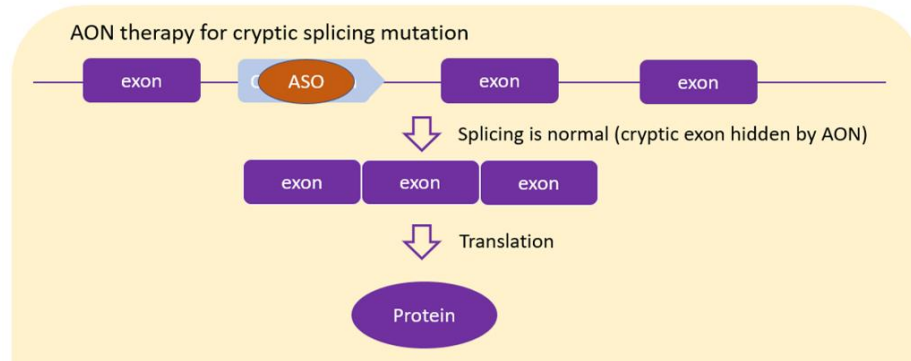 AON therapy for cryptic splicing mutation
exon ASO exon exon
Splicing is normal (cryptic exon hidden by AON)
exon exon exon
Translation
Protein